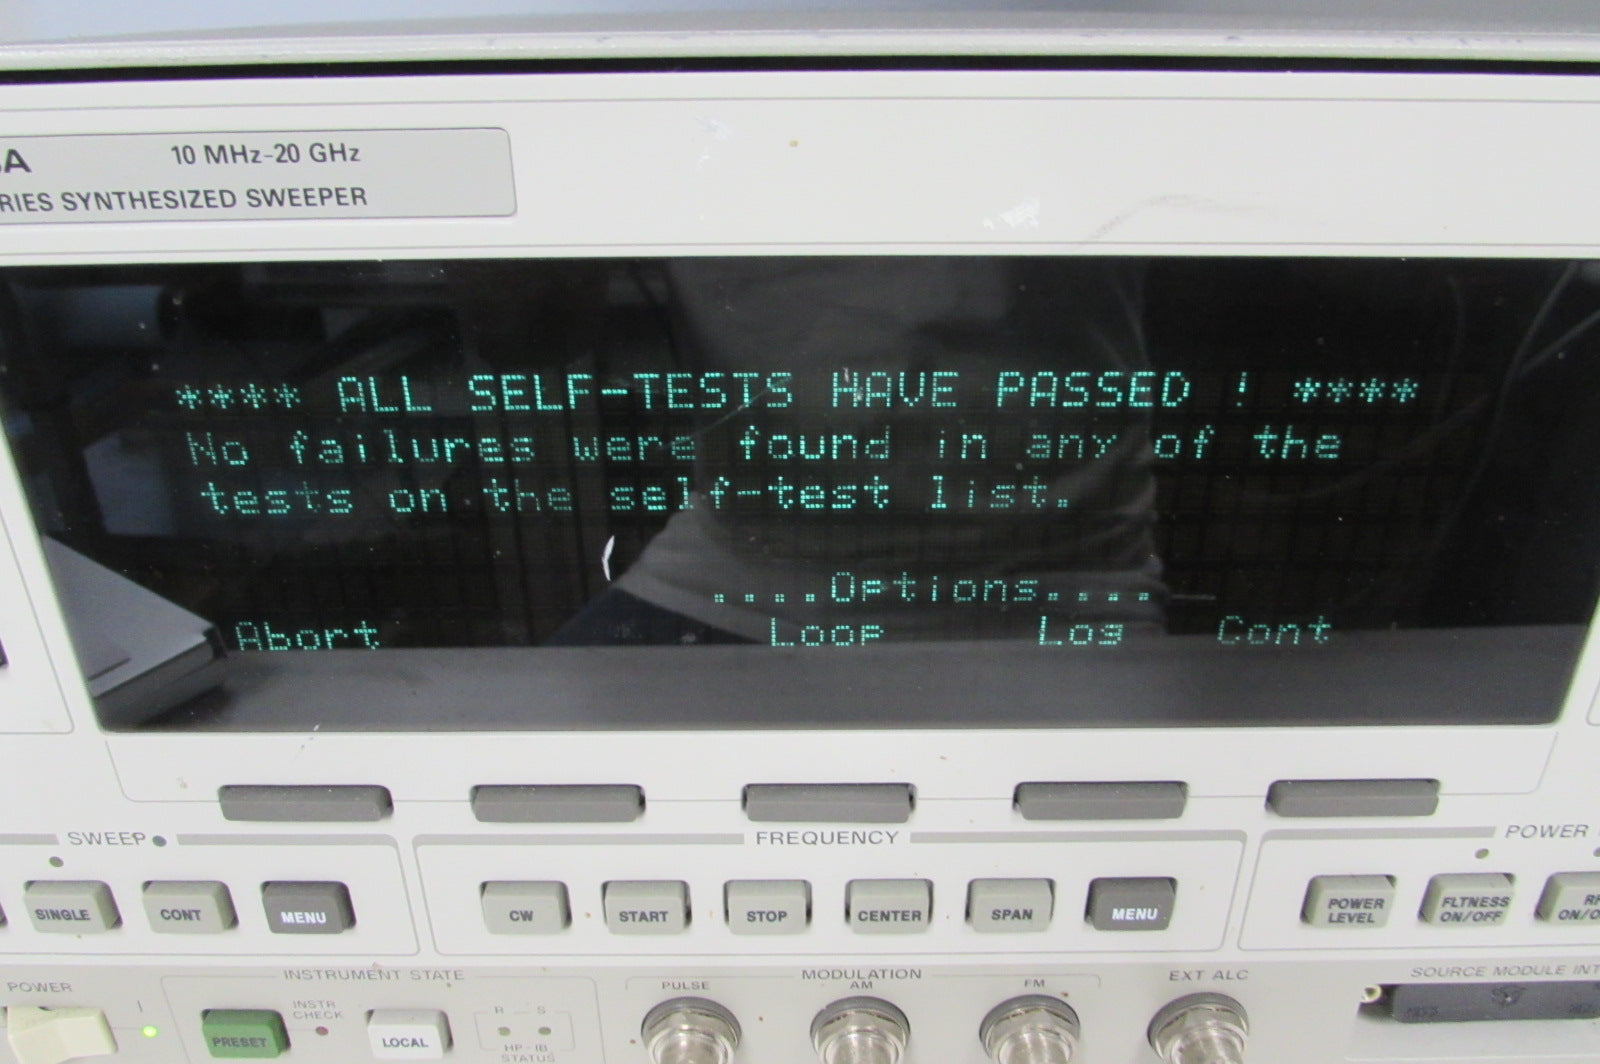 10 MHz-20 GHz
SYNTHESIZED SWEEPER
**** ALL SELF-TESTS HAVE PASSED ! ****
No failures were found in any of the
tests on the self-test list.
....Options....
Abort Loop Log Cont
SWEEP FREQUENCY POWER
SINGLE CONT MENU CW START STOP CENTER SPAN MENU POWER LEVEL FLTNESS ON/OFF
POWER INSTRUMENT STATE MODULATION EXT ALC SOURCE MODULE
PULSE AM FM
I INSTR CHECK R S
PRESET LOCAL HP-IB STATUS